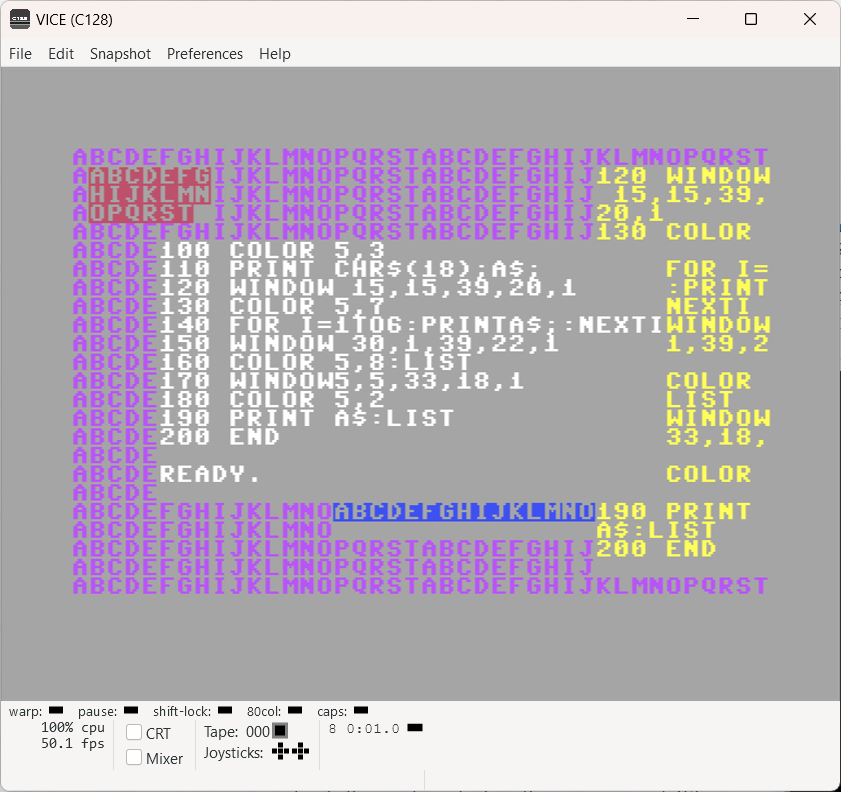 VICE (C128)
File Edit Snapshot Preferences Help
ABCDEFGHIJKLMNOPQRSTABCDEFGHIJKLMNOPQRST
AABCDEFGIJKLMNOPQRSTABCDEFGHIJ120 WINDOW
AHIJKLMNIJKLMNOPQRSTABCDEFGHIJ 15,15,39,
AOPQRST IJKLMNOPQRSTABCDEFGHIJ20,1
ABCDEFGHIJKLMNOPQRSTABCDEFGHIJ130 COLOR
ABCDE100 COLOR 5,3
ABCDE110 PRINT CHR$(18);A$;       FOR I=
ABCDE120 WINDOW 15,15,39,20,1     :PRINT
ABCDE130 COLOR 5,7                NEXTI
ABCDE140 FOR I=1TO6:PRINTA$;:NEXTIWINDOW
ABCDE150 WINDOW 30,1,39,22,1      1,39,2
ABCDE160 COLOR 5,8:LIST
ABCDE170 WINDOW5,5,33,18,1        COLOR
ABCDE180 COLOR 5,2                LIST
ABCDE190 PRINT A$:LIST            WINDOW
ABCDE200 END                      33,18,
ABCDE
ABCDEREADY.                       COLOR
ABCDE
ABCDEFGHIJKLMNOABCDEFGHIJKLMNO190 PRINT
ABCDEFGHIJKLMNO               A$:LIST
ABCDEFGHIJKLMNOPQRSTABCDEFGHIJ200 END
ABCDEFGHIJKLMNOPQRSTABCDEFGHIJ
ABCDEFGHIJKLMNOPQRSTABCDEFGHIJKLMNOPQRST
warp: pause: shift-lock: 80col: caps:
100% cpu
50.1 fps
CRT
Mixer
Tape: 000
Joysticks:
8 0:01.0